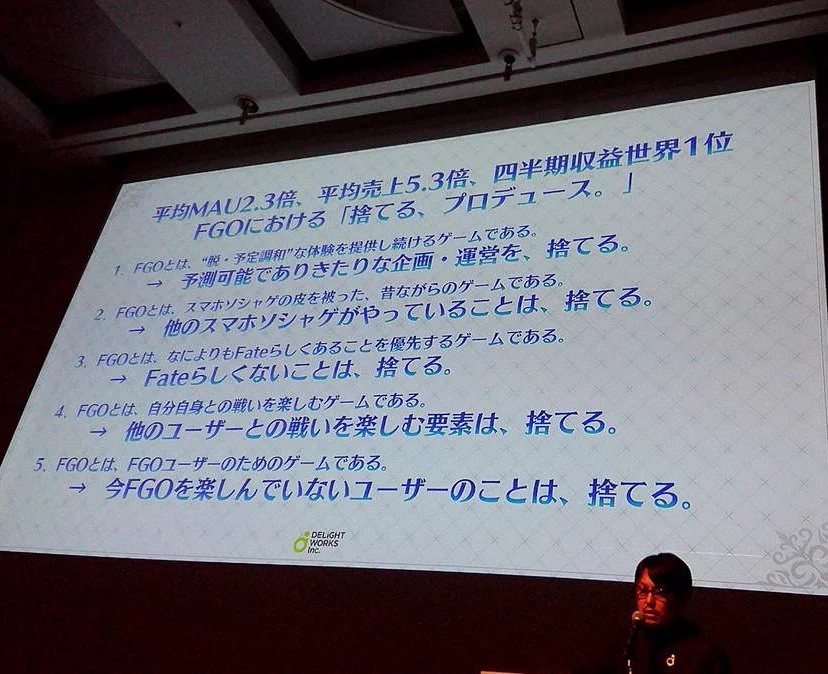 平均MAU2.3倍、平均売上5.3倍、四半期収益世界1位
FGOにおける「捨てる、プロデュース。」
1. FGOとは、“脱・予定調和”な体験を提供し続けるゲームである。
→ 予測可能でありきたりな企画・運営を、捨てる。
2. FGOとは、スマホソシャゲの皮を被った、昔ながらのゲームである。
→ 他のスマホソシャゲがやっていることは、捨てる。
3. FGOとは、なによりもFateらしくあることを優先するゲームである。
→ Fateらしくないことは、捨てる。
4. FGOとは、自分自身との戦いを楽しむゲームである。
→ 他のユーザーとの戦いを楽しむ要素は、捨てる。
5. FGOとは、FGOユーザーのためのゲームである。
→ 今FGOを楽しんでいないユーザーのことは、捨てる。
DELiGHT
WORKS
Inc.